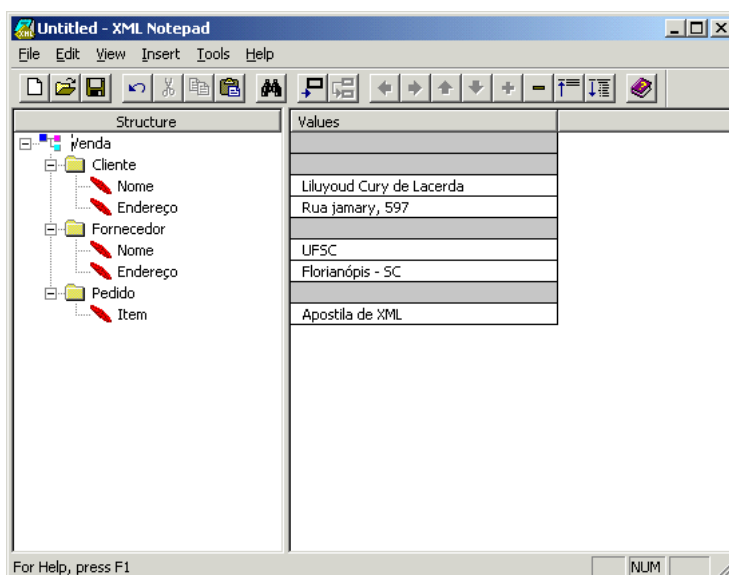 Untitled - XML Notepad
File Edit View Insert Tools Help
Structure Values
Venda
Cliente
Nome Liluyoud Cury de Lacerda
Endereço Rua jamary, 597
Fornecedor
Nome UFSC
Endereço Florianópis - SC
Pedido
Item Apostila de XML
For Help, press F1 NUM